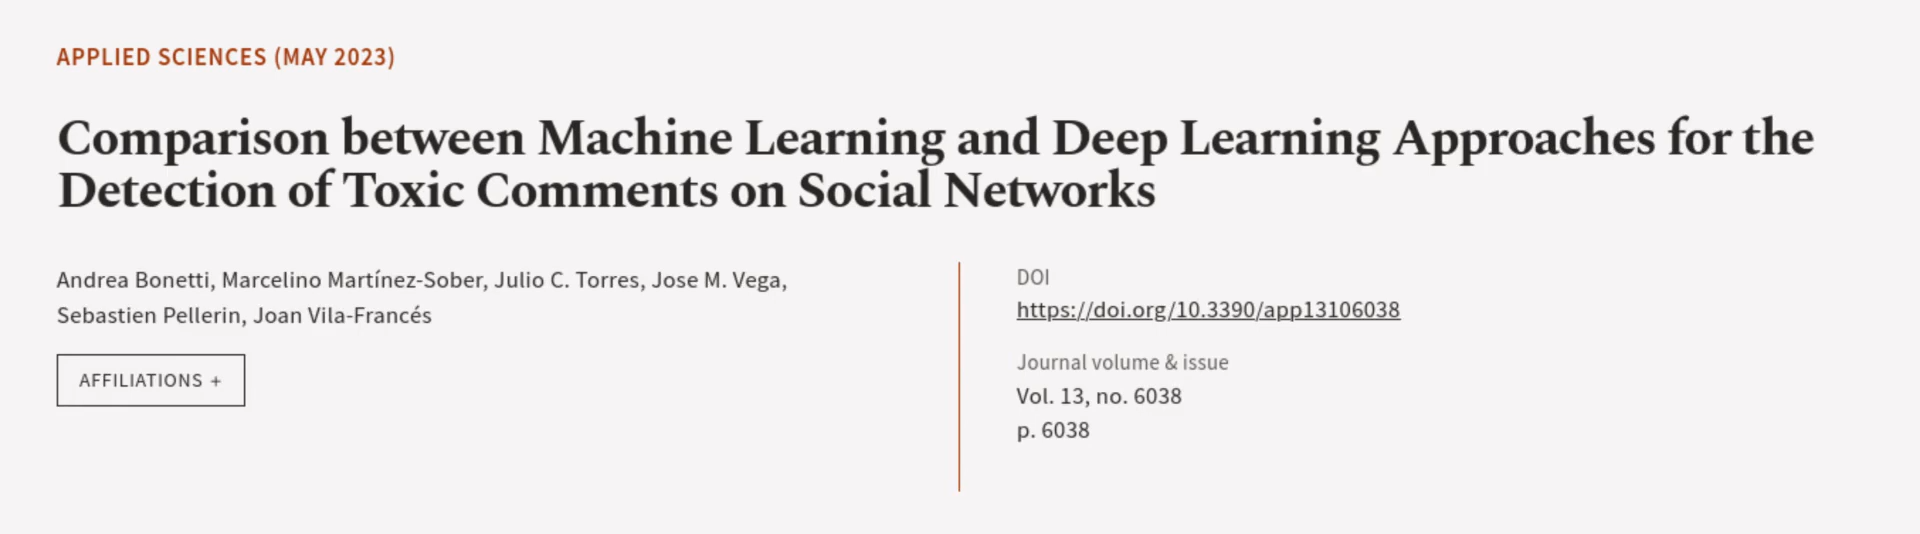 APPLIED SCIENCES (MAY 2023)
Comparison between Machine Learning and Deep Learning Approaches for the
Detection of Toxic Comments on Social Networks
Andrea Bonetti, Marcelino Martínez-Sober, Julio C. Torres, Jose M. Vega,
Sebastien Pellerin, Joan Vila-Francés
AFFILIATIONS +
DOI
https://doi.org/10.3390/app13106038
Journal volume & issue
Vol. 13, no. 6038
p. 6038